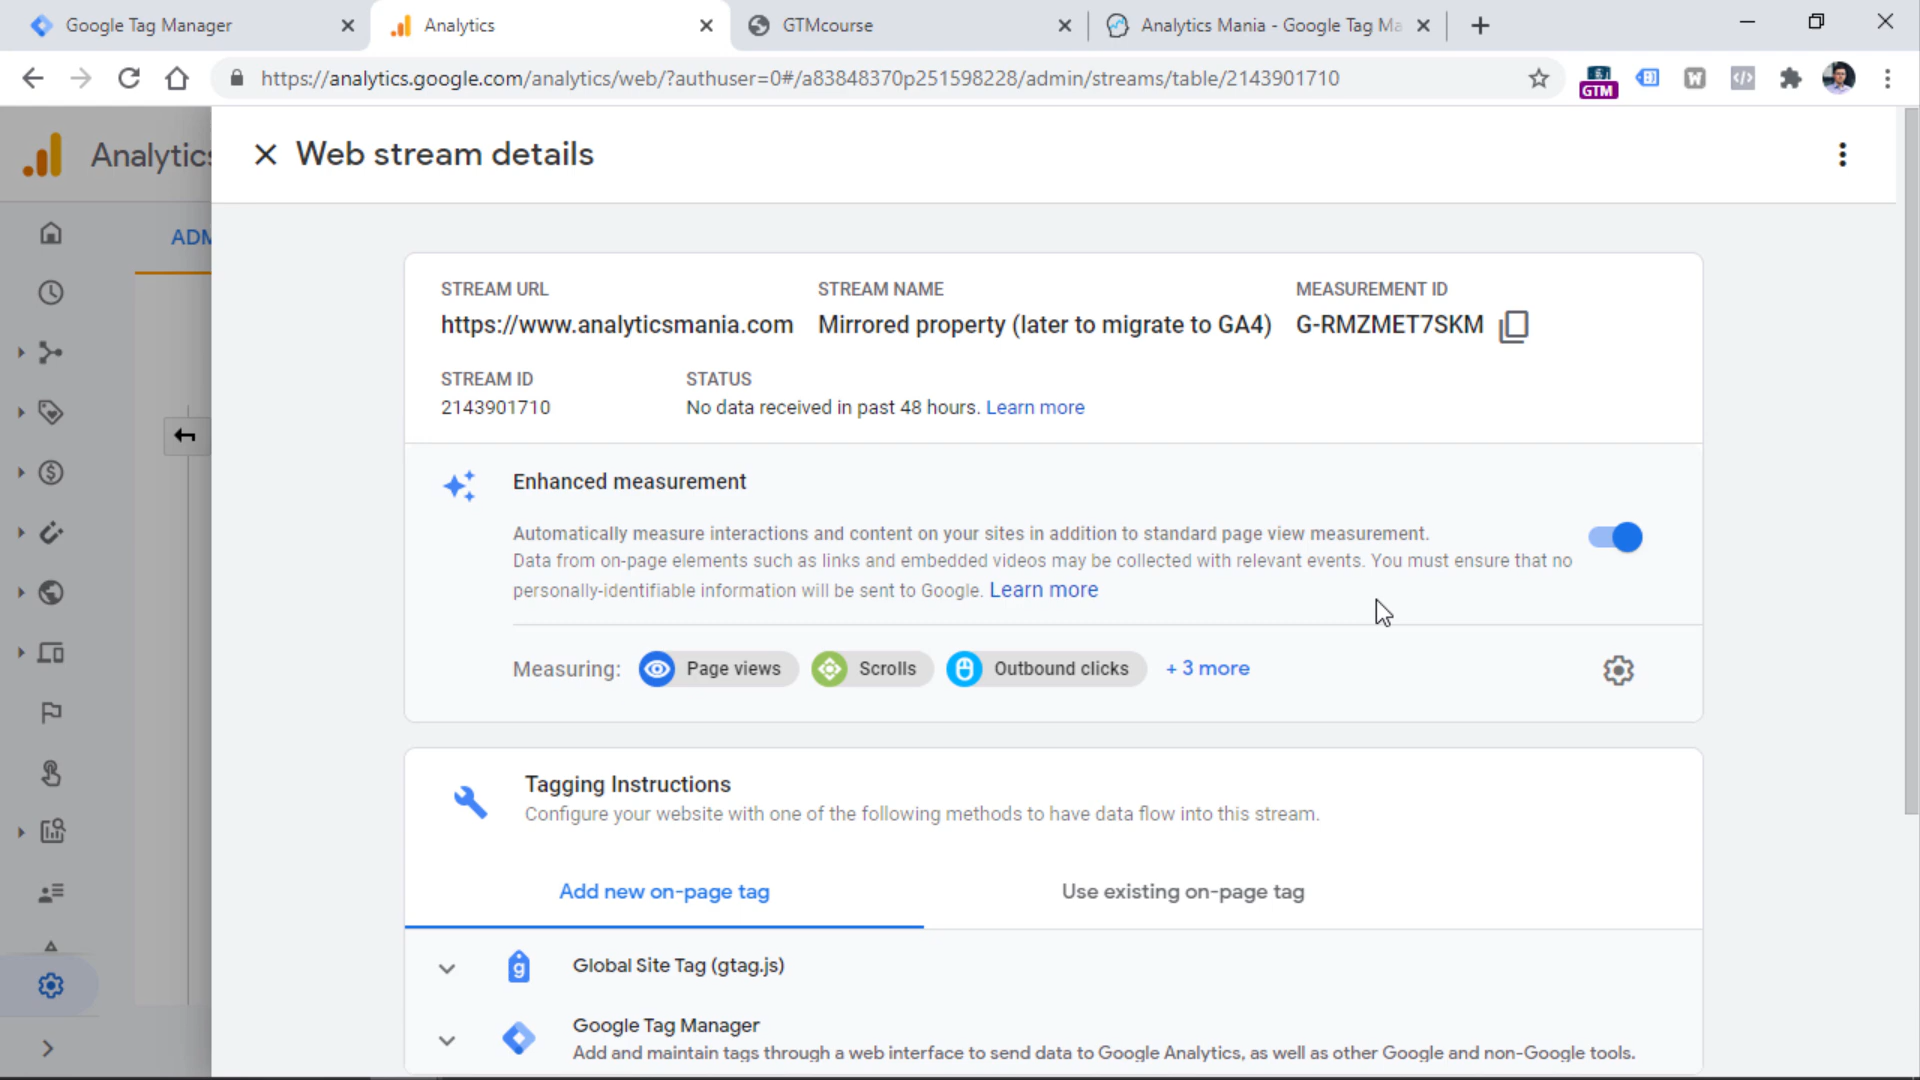 Google Tag Manager
Analytics
GTMcourse
Analytics Mania - Google Tag Ma
https://analytics.google.com/analytics/web/?authuser=0#/a83848370p251598228/admin/streams/table/2143901710
GTM
W
Analytics
Web stream details
ADM
STREAM URL STREAM NAME MEASUREMENT ID
https://www.analyticsmania.com Mirrored property (later to migrate to GA4) G-RMZMET7SKM
STREAM ID STATUS
2143901710 No data received in past 48 hours. Learn more
Enhanced measurement
Automatically measure interactions and content on your sites in addition to standard page view measurement.
Data from on-page elements such as links and embedded videos may be collected with relevant events. You must ensure that no
personally-identifiable information will be sent to Google. Learn more
Measuring: Page views Scrolls Outbound clicks + 3 more
Tagging Instructions
Configure your website with one of the following methods to have data flow into this stream.
Add new on-page tag Use existing on-page tag
g Global Site Tag (gtag.js)
Google Tag Manager
Add and maintain tags through a web interface to send data to Google Analytics, as well as other Google and non-Google tools.